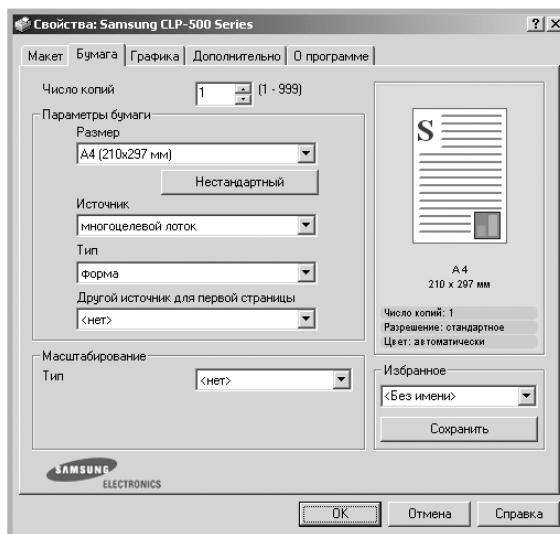 Свойства: Samsung CLP-500 Series
Макет Бумага Графика Дополнительно О программе
Число копий 1 (1 - 999)
Параметры бумаги
Размер
A4 (210x297 мм)
Нестандартный
Источник
многоцелевой лоток
Тип
форма
Другой источник для первой страницы
<нет>
Масштабирование
Тип <нет>
SAMSUNG
ELECTRONICS
S
A4
210 x 297 мм
Число копий: 1
Разрешение: стандартное
Цвет: автоматически
Избранное
<Без имени>
Сохранить
OK Отмена Справка